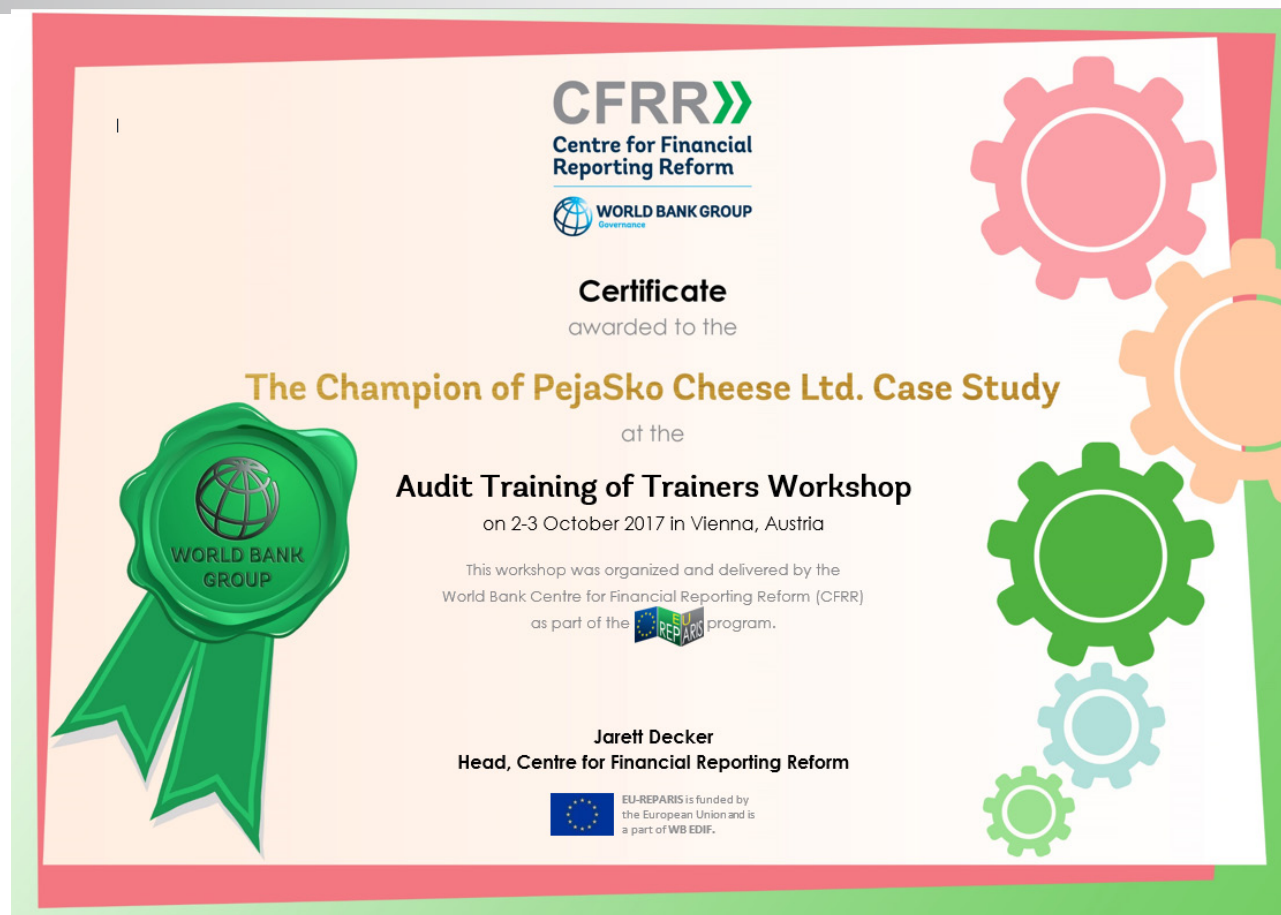 CFRR
Centre for Financial
Reporting Reform
WORLD BANK GROUP
Governance
Certificate
awarded to the
The Champion of PejaSko Cheese Ltd. Case Study
at the
Audit Training of Trainers Workshop
on 2-3 October 2017 in Vienna, Austria
WORLD BANK
GROUP
This workshop was organized and delivered by the
World Bank Centre for Financial Reporting Reform (CFRR)
as part of the EU REPARIS program.
Jarett Decker
Head, Centre for Financial Reporting Reform
EU-REPARIS is funded by
the European Union and is
a part of WB EDIF.